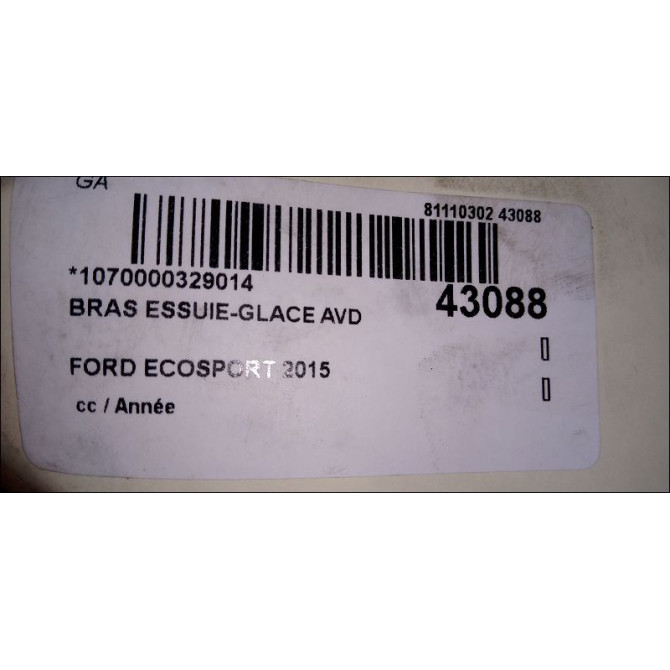 GA
81110302 43088
*1070000329014
43088
BRAS ESSUIE-GLACE AVD
FORD ECOSPORT 2015
cc / Année